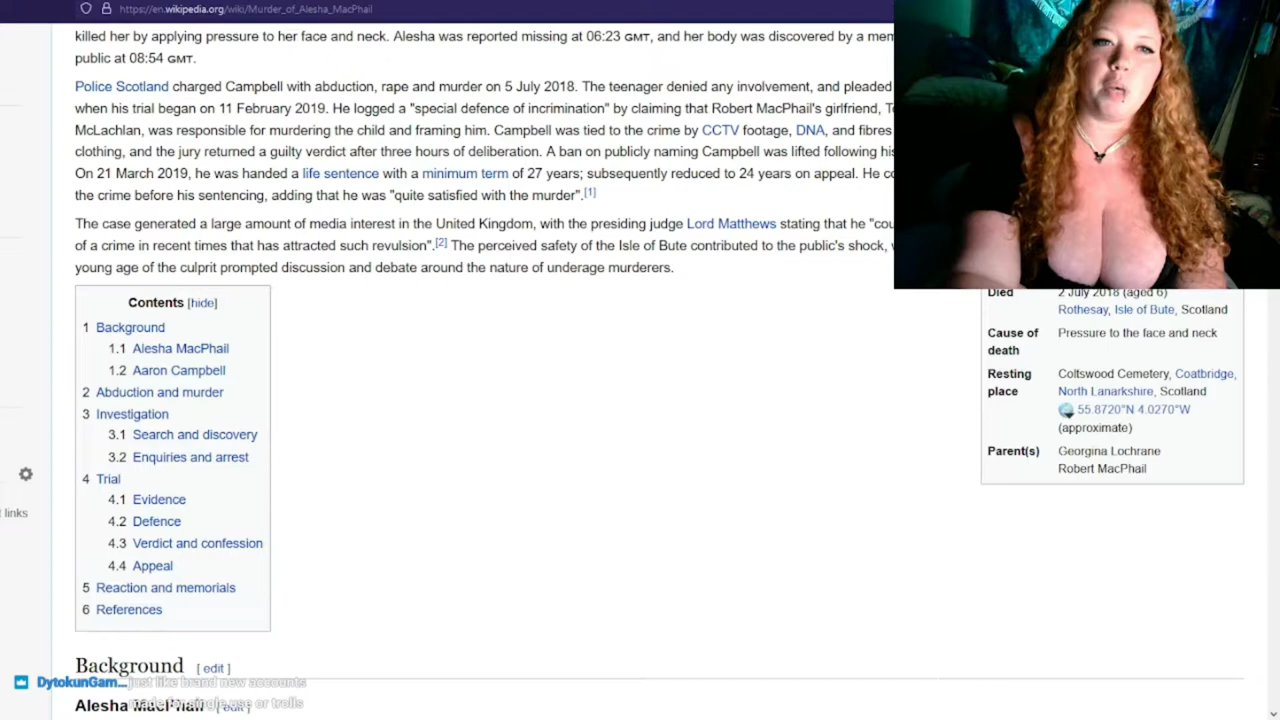 https://en.wikipedia.org/wiki/Murder_of_Alesha_MacPhail
killed her by applying pressure to her face and neck. Alesha was reported missing at 06:23 GMT, and her body was discovered by a
public at 08:54 GMT.
Police Scotland charged Campbell with abduction, rape and murder on 5 July 2018. The teenager denied any involvement, and pleaded
when his trial began on 11 February 2019. He logged a "special defence of incrimination" by claiming that Robert MacPhail's girlfriend,
McLachlan, was responsible for murdering the child and framing him. Campbell was tied to the crime by CCTV footage, DNA, and fibres
clothing, and the jury returned a guilty verdict after three hours of deliberation. A ban on publicly naming Campbell was lifted following
On 21 March 2019, he was handed a life sentence with a minimum term of 27 years; subsequently reduced to 24 years on appeal. He
the crime before his sentencing, adding that he was "quite satisfied with the murder".[1]
The case generated a large amount of media interest in the United Kingdom, with the presiding judge Lord Matthews stating that he
of a crime in recent times that has attracted such revulsion".[2] The perceived safety of the Isle of Bute contributed to the public's shock,
young age of the culprit prompted discussion and debate around the nature of underage murderers.
Contents [hide]
1 Background
1.1 Alesha MacPhail
1.2 Aaron Campbell
2 Abduction and murder
3 Investigation
3.1 Search and discovery
3.2 Enquiries and arrest
4 Trial
4.1 Evidence
4.2 Defence
4.3 Verdict and confession
4.4 Appeal
5 Reaction and memorials
6 References
Died 2 July 2018 (aged 6)
Rothesay, Isle of Bute, Scotland
Cause of death Pressure to the face and neck
Resting place Coltswood Cemetery, Coatbridge,
North Lanarkshire, Scotland
55.8720°N 4.0270°W
(approximate)
Parent(s) Georgina Lochrane
Robert MacPhail
links
Background [ edit ]
DytokunGam... just like brand new accounts
made for single use or trolls
Alesha MacPhail [ edit ]